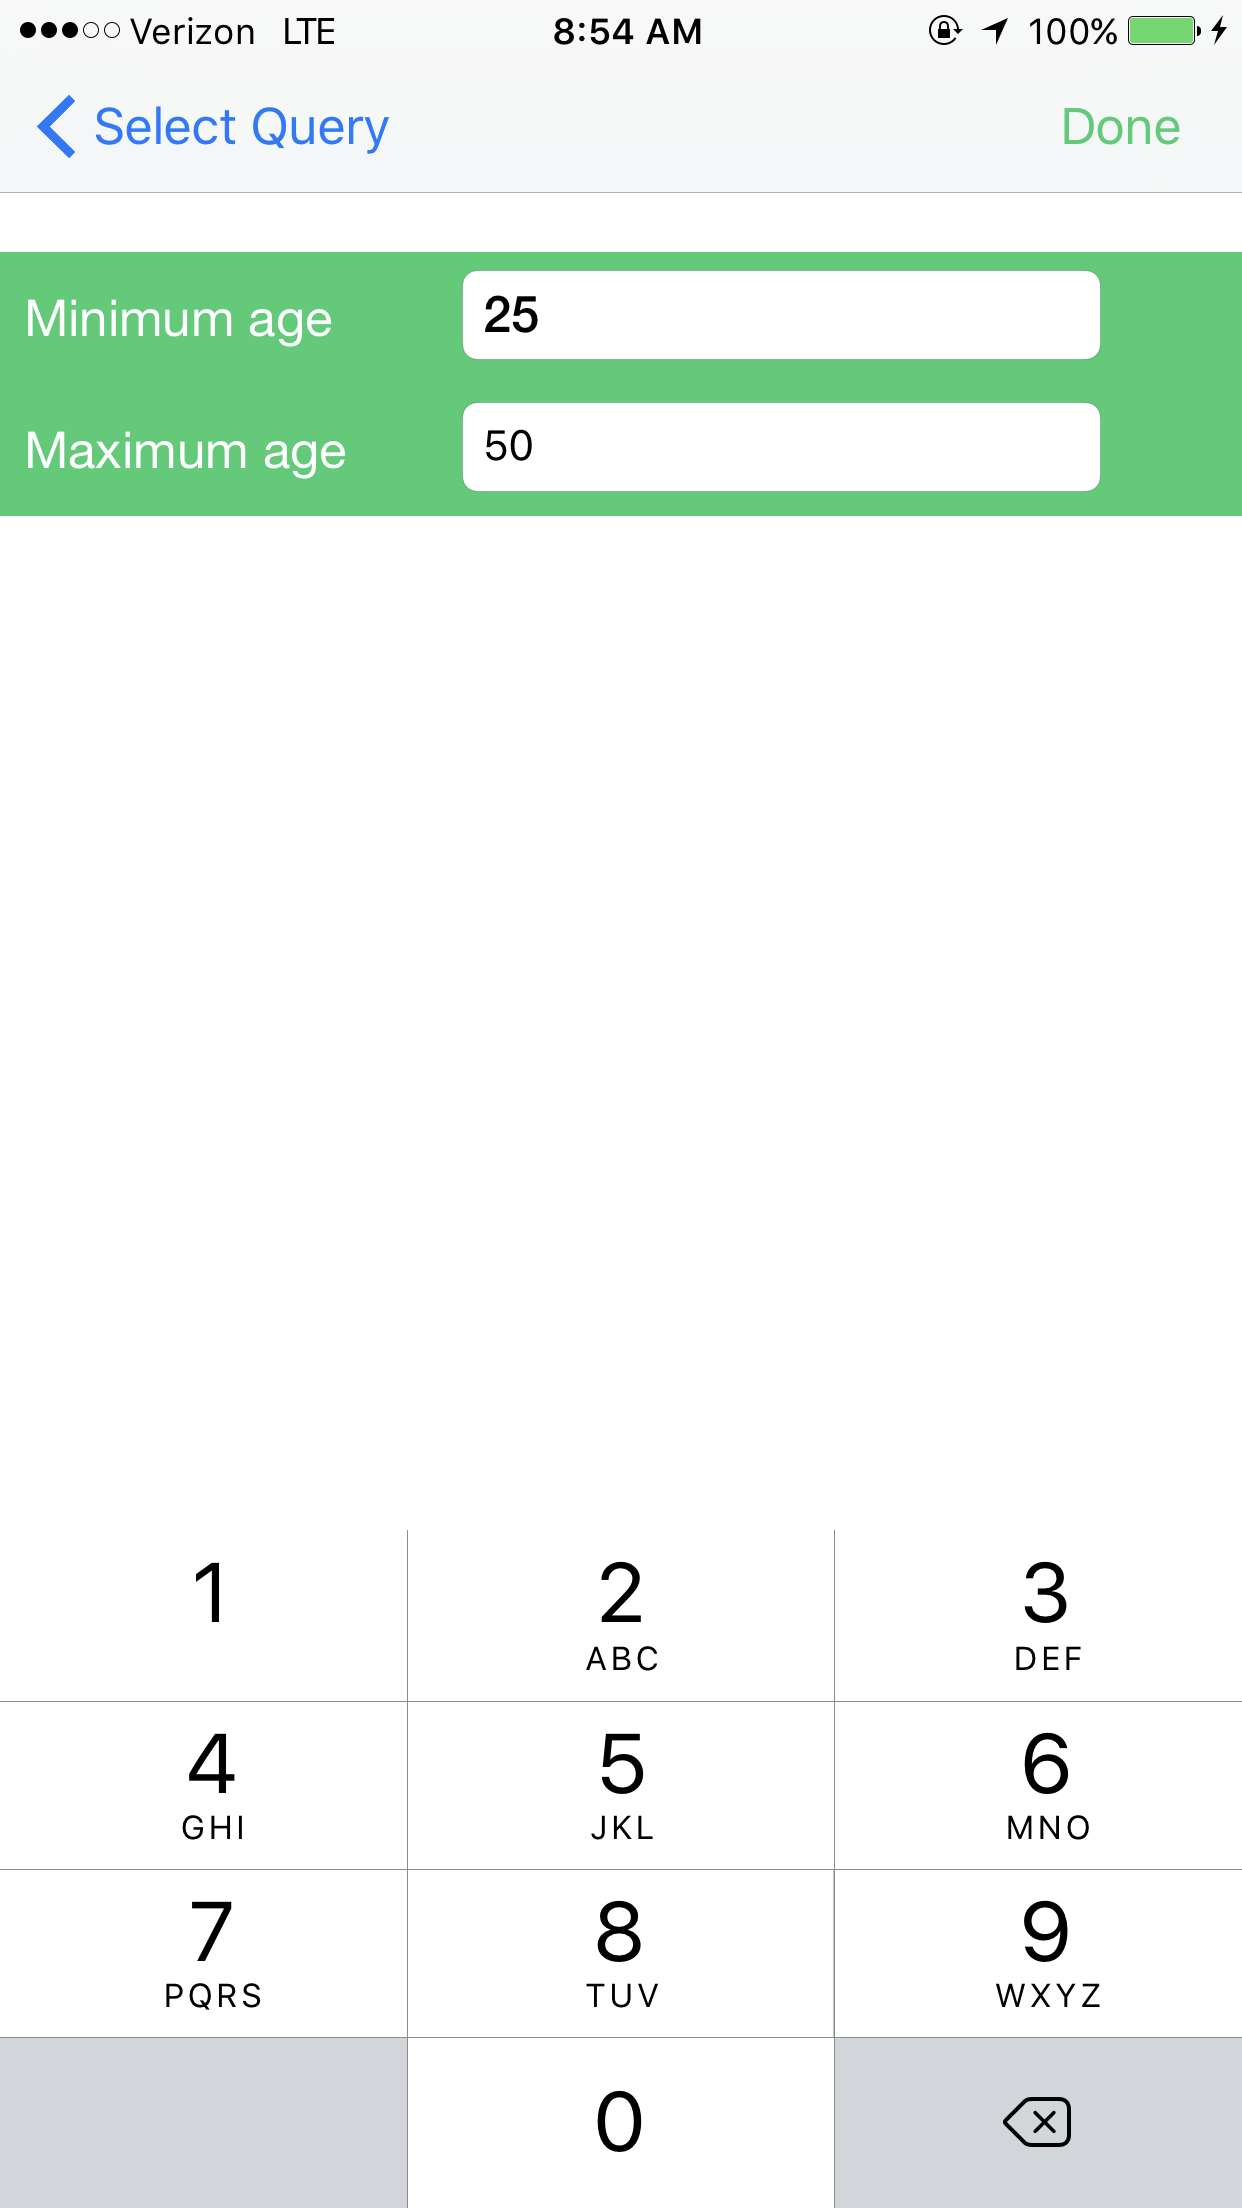 Verizon LTE 8:54 AM 100%
Select Query Done
Minimum age 25
Maximum age 50
1 2 3
ABC DEF
4 5 6
GHI JKL MNO
7 8 9
PQRS TUV WXYZ
0